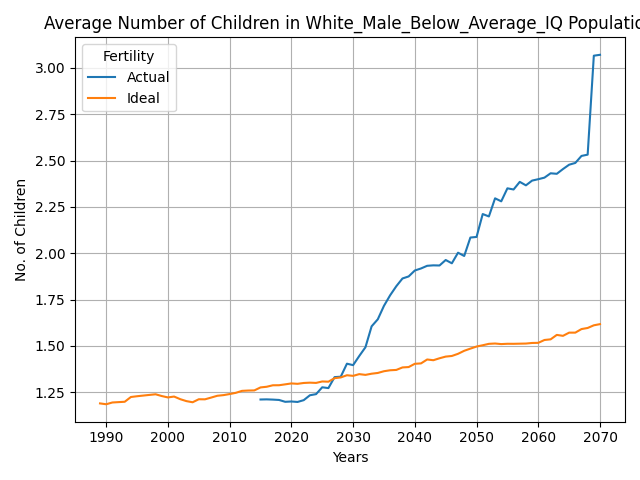 Average Number of Children in White_Male_Below_Average_IQ Populatio
Fertility
Actual
Ideal
3.00
2.75
2.50
2.25
2.00
1.75
1.50
1.25
No. of Children
1990 2000 2010 2020 2030 2040 2050 2060 2070
Years